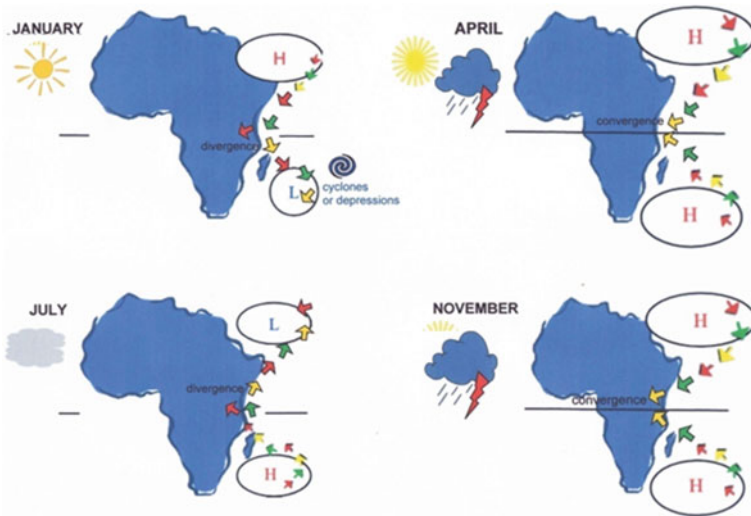 JANUARY
H
divergence
L
cyclones
or depressions
APRIL
H
convergence
H
JULY
L
divergence
H
NOVEMBER
H
convergence
H